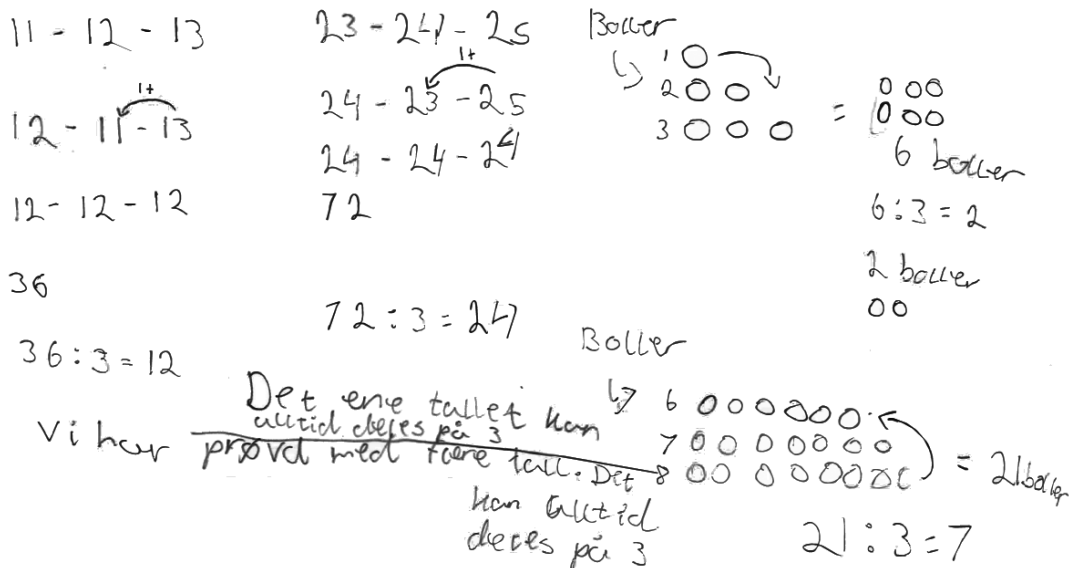 11 - 12 - 13
1+
12 - 11 - 13
12 - 12 - 12
36
36 : 3 = 12
23 - 24 - 25
1+
24 - 23 - 25
24 - 24 - 24
72
72 : 3 = 24
Boller
1
2
3
=
6 boller
6 : 3 = 2
2 boller
Boller
6
7
8
= 21 boller
21 : 3 = 7
Det ene tallet kan
alltid deles på 3
Vi har prøvd med flere tall. Det
kan alltid
deles på 3